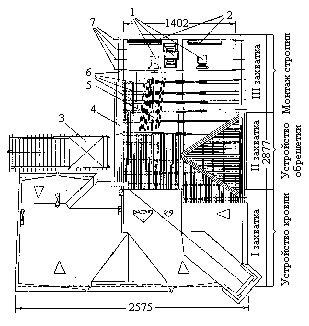 7
1
1402
2
6
5
4
3
III захватка
Монтаж стропил
II захватка
2877
Устройство
обрешетки
I захватка
Устройство кровли
2575